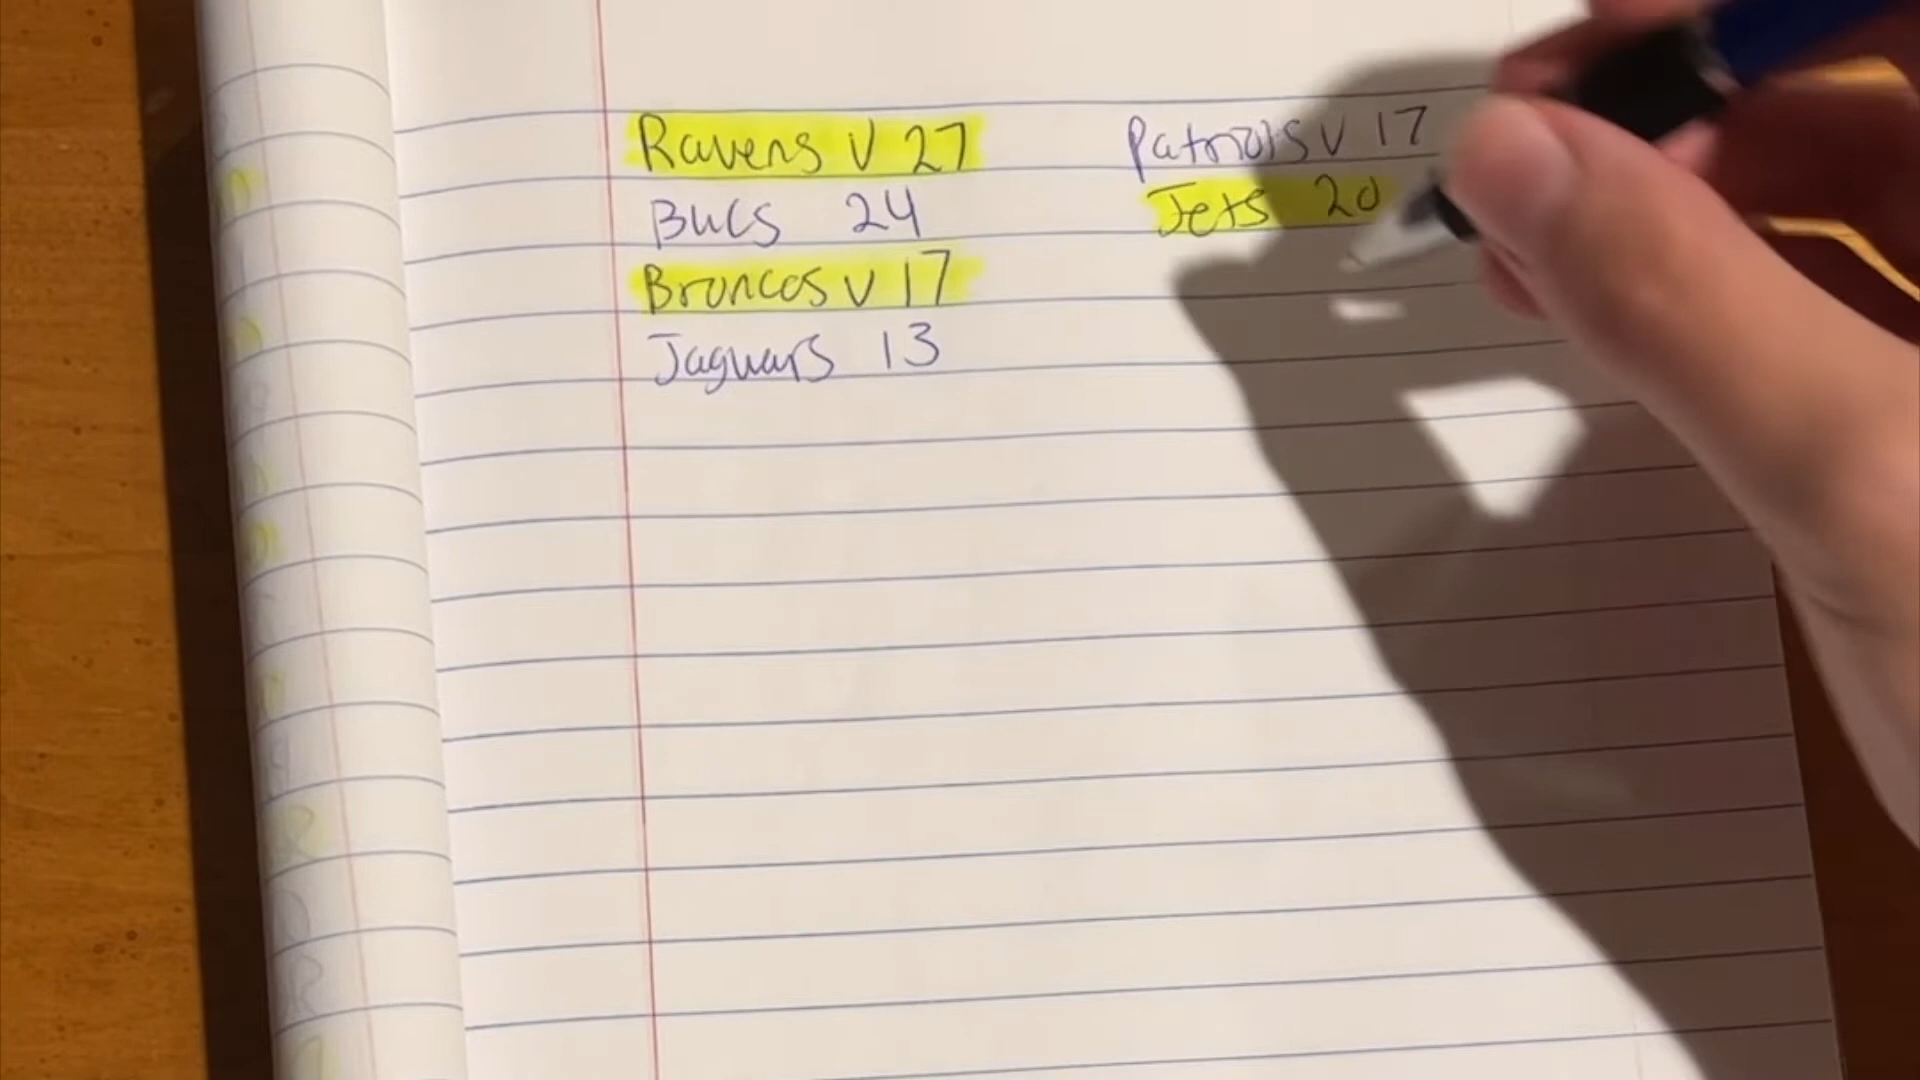 Ravens v 27
Bucs 24
Broncos v 17
Jaguars 13
Patriots v 17
Jets 20